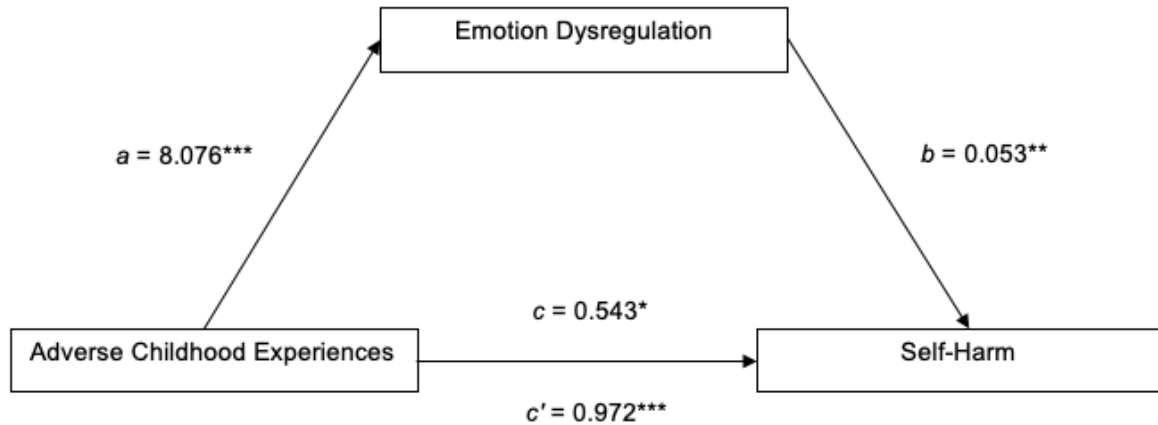 Emotion Dysregulation
a = 8.076***
b = 0.053**
c = 0.543*
Adverse Childhood Experiences
Self-Harm
c' = 0.972***